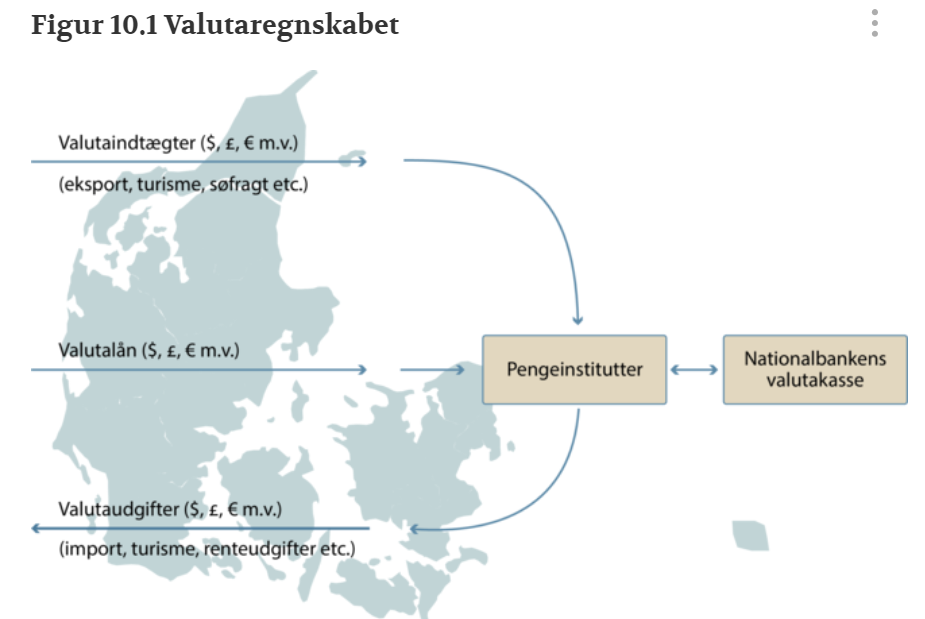 Figur 10.1 Valutaregnskabet
Valutaindtægter ($, £, € m.v.)
(eksport, turisme, søfragt etc.)
Valutalån ($, £, € m.v.)
Pengeinstitutter
Nationalbankens
valutakasse
Valutaudgifter ($, £, € m.v.)
(import, turisme, renteudgifter etc.)